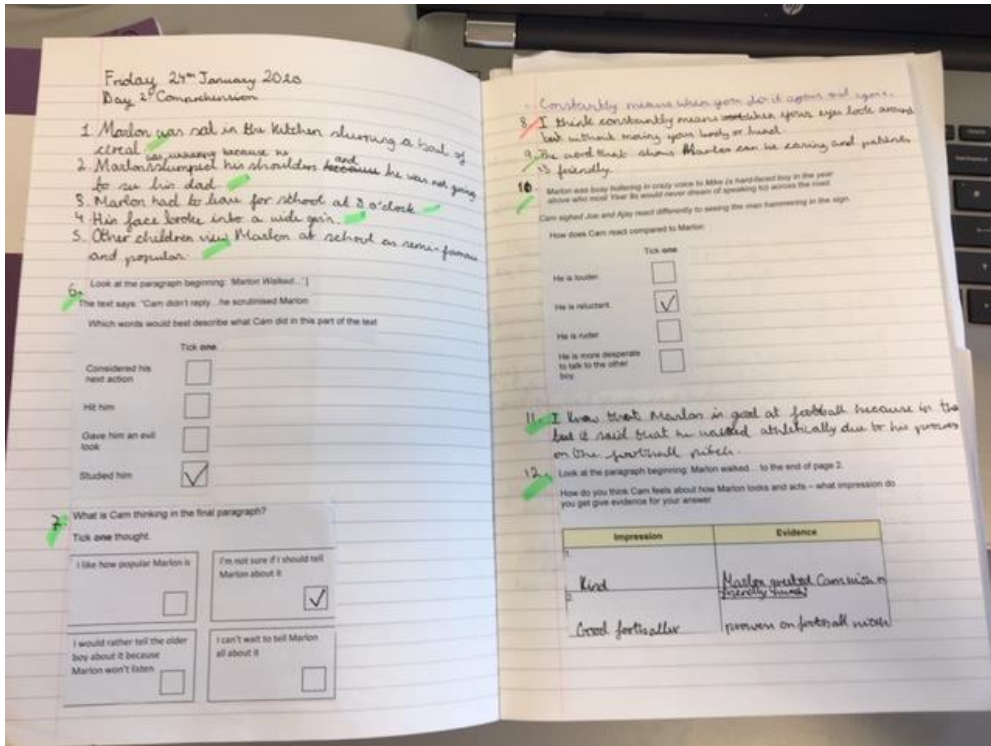 Friday 24th January 2020
Day 2 Comprehension
1. Marlon was sat in the kitchen slurring a bowl of
cereal.
was unhappy because he
2. Marlon slumped his shoulders because and he was not going
to see his dad
3. Marlon had to leave for school at 8 o'clock
4. His face broke into a wide grin.
5. Other children view Marlon at school as semi-famous
and popular.
6. Look at the paragraph beginning: 'Marlon Walked...']
The text says: "Cam didn't reply...he scrutinised Marlon
Which words would best describe what Cam did in this part of the text
Tick one
Considered his
next action
Hit him
Gave him an evil
look
Studied him
7. What is Cam thinking in the final paragraph?
Tick one thought.
I like how popular Marlon is
I'm not sure if I should tell
Marlon about it
I would rather tell the older
boy about it because
Marlon won't listen
I can't wait to tell Marlon
all about it
Constantly means when you do it again and again.
8. I think constantly means when your eyes look around
but without moving your body or head.
9. The word that shows Marlon can be caring and patient
is friendly.
10. Marlon was busy hollering in crazy voice to Mike (a hard-faced boy in the year
above who most Year 8s would never dream of speaking to) across the road.
Cam sighed Joe and Ajay react differently to seeing the man hammering in the sign.
How does Cam react compared to Marlon
Tick one
He is louder.
He is reluctant.
He is ruder
He is more desperate
to talk to the other
boy.
11. I know that Marlon is good at football because in the
text it said that he walked athletically due to his prowess
on the football pitch.
12. Look at the paragraph beginning: Marlon walked... to the end of page 2.
How do you think Cam feels about how Marlon looks and acts – what impression do
you get give evidence for your answer
Impression Evidence
1.
Kind Marlon greeted Cam with a
friendly
2
Good footballer prowess on football pitch